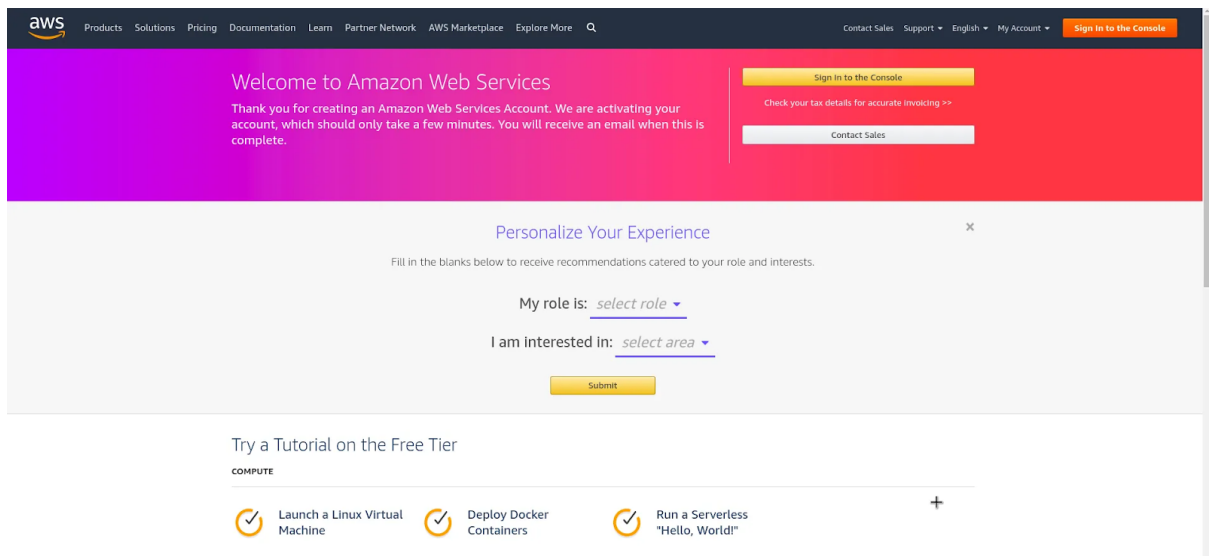 aws
Products Solutions Pricing Documentation Learn Partner Network AWS Marketplace Explore More
Contact Sales Support English My Account Sign In to the Console
Welcome to Amazon Web Services
Thank you for creating an Amazon Web Services Account. We are activating your
account, which should only take a few minutes. You will receive an email when this is
complete.
Sign In to the Console
Check your tax details for accurate invoicing >>
Contact Sales
Personalize Your Experience
Fill in the blanks below to receive recommendations catered to your role and interests.
My role is: select role
I am interested in: select area
Submit
Try a Tutorial on the Free Tier
COMPUTE
Launch a Linux Virtual
Machine
Deploy Docker
Containers
Run a Serverless
"Hello, World!"